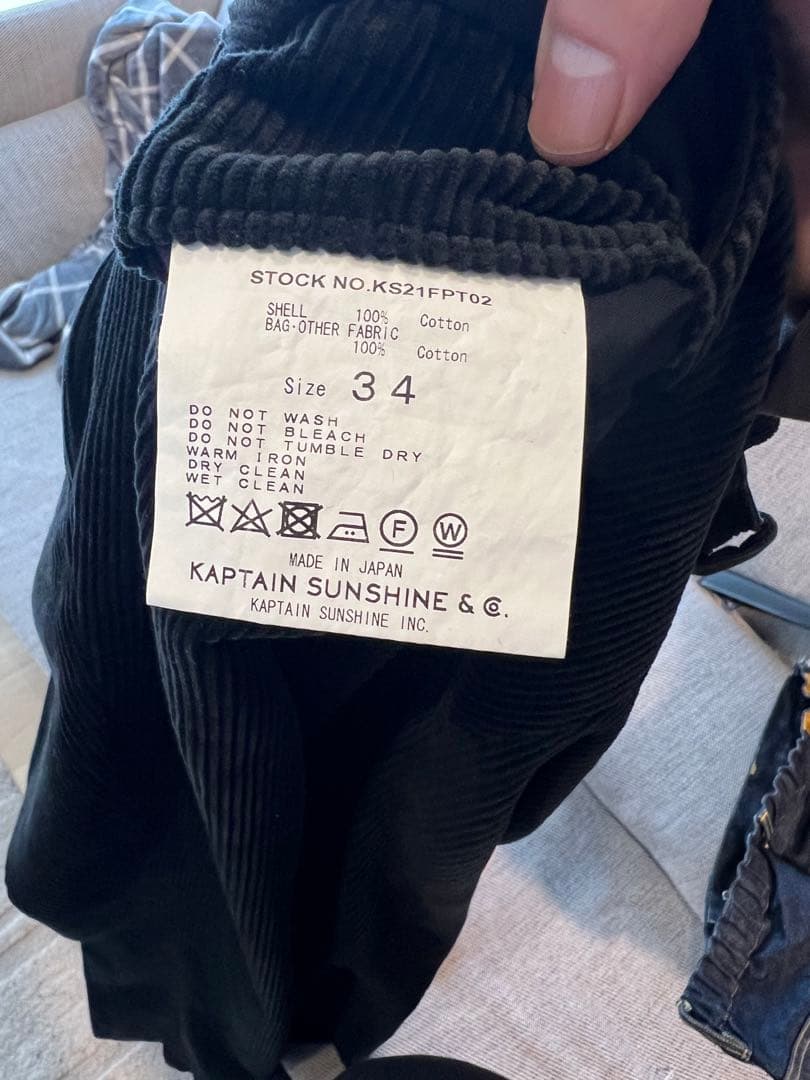 STOCK NO.KS21FPT02
SHELL 100% Cotton
BAG·OTHER FABRIC
100% Cotton
Size 34
DO NOT WASH
DO NOT BLEACH
DO NOT TUMBLE DRY
WARM IRON
DRY CLEAN
WET CLEAN
F W
MADE IN JAPAN
KAPTAIN SUNSHINE & Co.
KAPTAIN SUNSHINE INC.